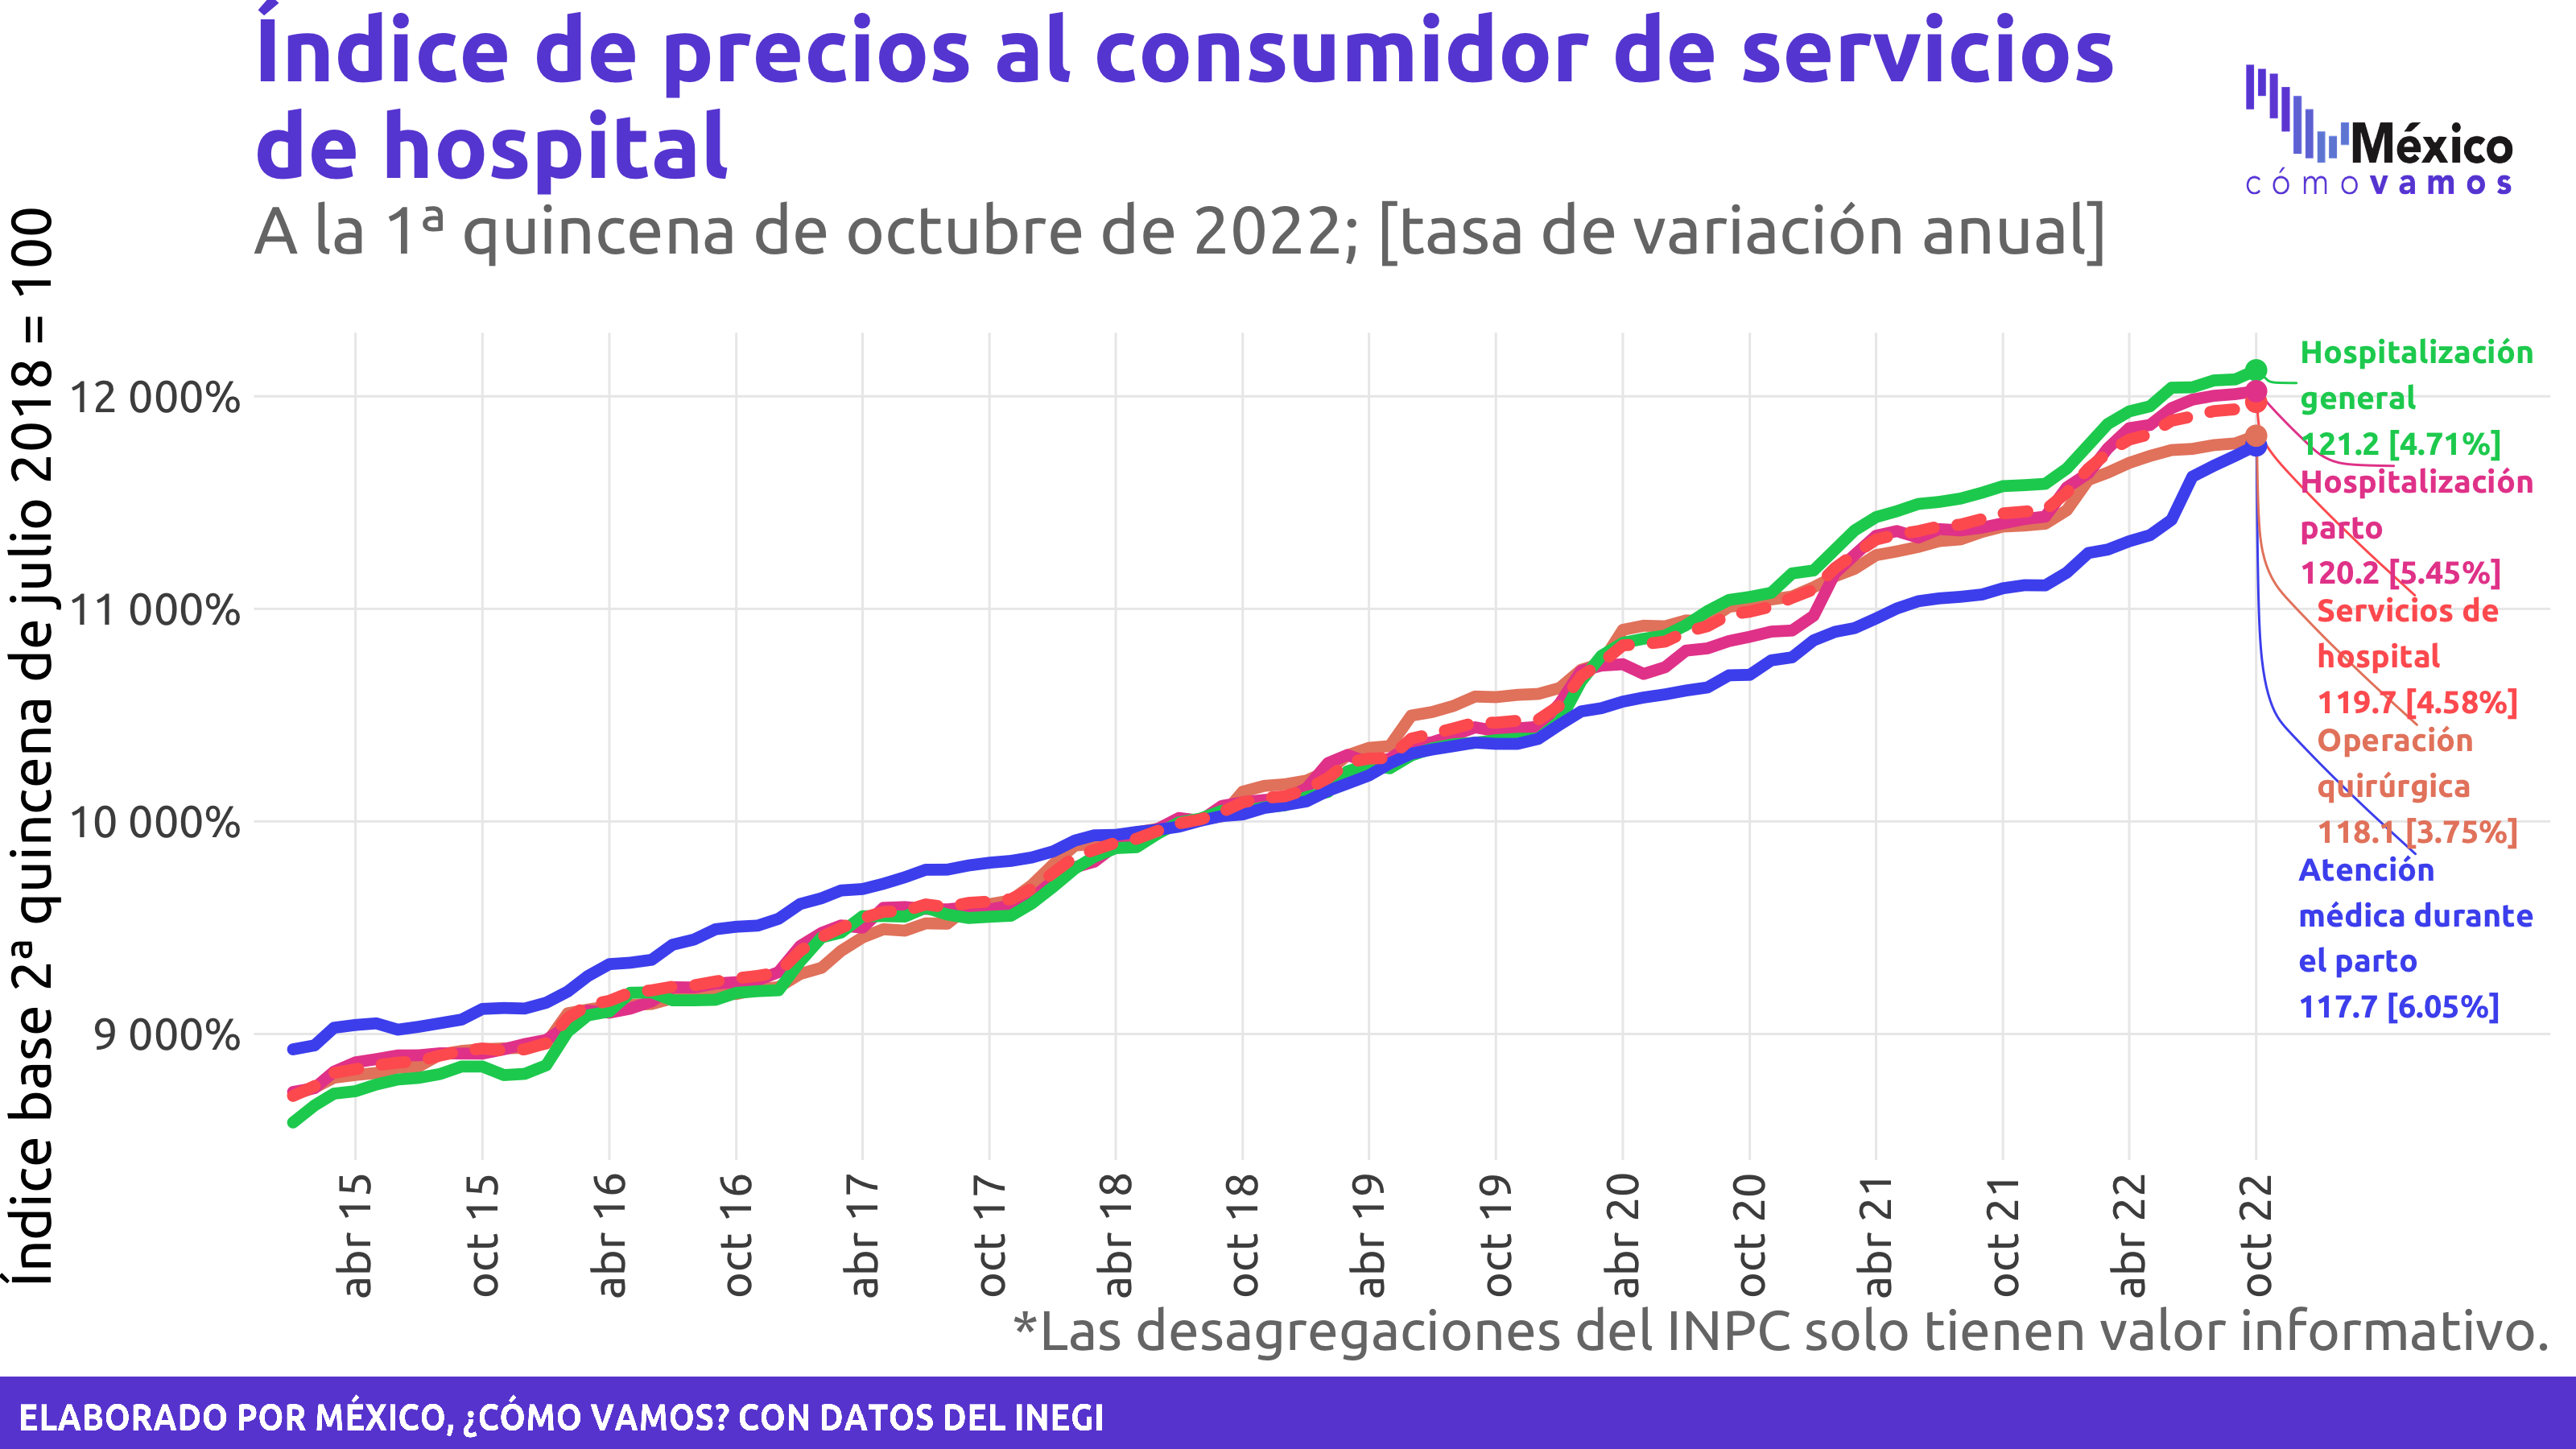 Índice de precios al consumidor de servicios
de hospital
A la 1ª quincena de octubre de 2022; [tasa de variación anual]
México
cómo vamos
Índice base 2ª quincena de julio 2018 = 100
12 000%
11 000%
10 000%
9 000%
Hospitalización
general
121.2 [4.71%]
Hospitalización
parto
120.2 [5.45%]
Servicios de
hospital
119.7 [4.58%]
Operación
quirúrgica
118.1 [3.75%]
Atención
médica durante
el parto
117.7 [6.05%]
abr 15
oct 15
abr 16
oct 16
abr 17
oct 17
abr 18
oct 18
abr 19
oct 19
abr 20
oct 20
abr 21
oct 21
abr 22
oct 22
*Las desagregaciones del INPC solo tienen valor informativo.
ELABORADO POR MÉXICO, ¿CÓMO VAMOS? CON DATOS DEL INEGI